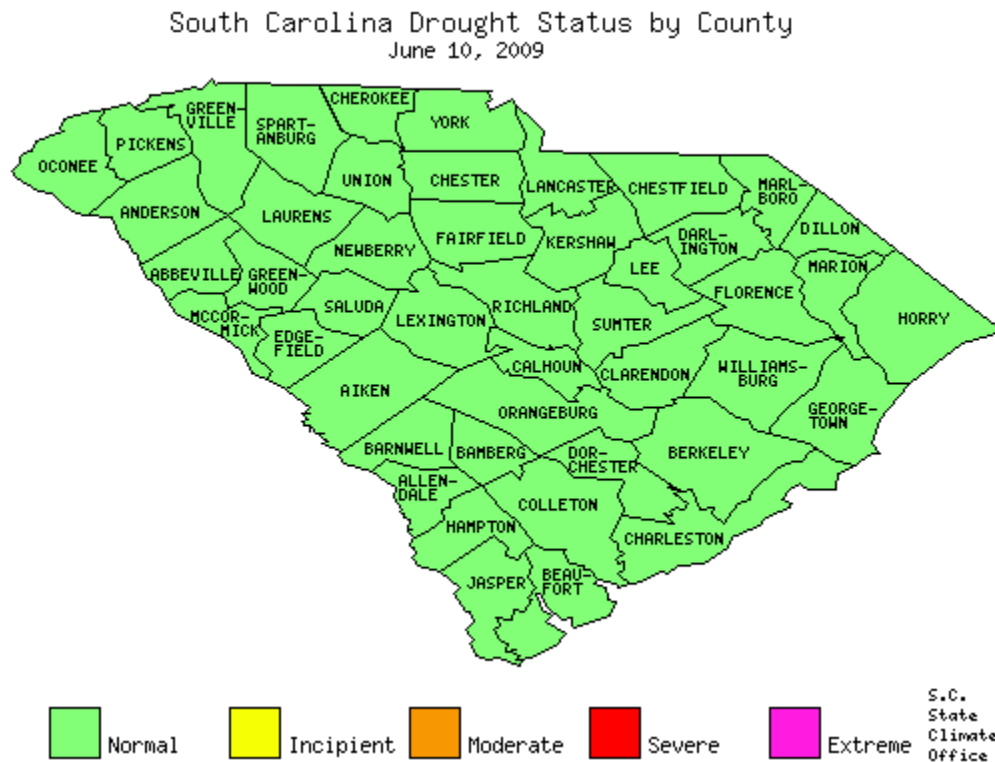 South Carolina Drought Status by County
June 10, 2009
CHEROKEE
GREEN-
VILLE
SPART-
ANBURG
YORK
PICKENS
OCONEE
UNION
CHESTER
LANCASTER
CHESTFIELD
MARL-
BORO
ANDERSON
LAURENS
DILLON
NEWBERRY
FAIRFIELD
KERSHAW
DARL-
INGTON
ABBEVILLE
GREEN-
WOOD
LEE
MARION
SALUDA
RICHLAND
FLORENCE
MCCOR-
MICK
LEXINGTON
SUMTER
HORRY
EDGE-
FIELD
CALHOUN
CLARENDON
WILLIAMS-
BURG
AIKEN
ORANGEBURG
GEORGE-
TOWN
BARNWELL
BAMBERG
DOR-
CHESTER
BERKELEY
ALLEN-
DALE
COLLETON
HAMPTON
CHARLESTON
JASPER
BEAU-
FORT
Normal
Incipient
Moderate
Severe
Extreme
S.C.
State
Climate
Office